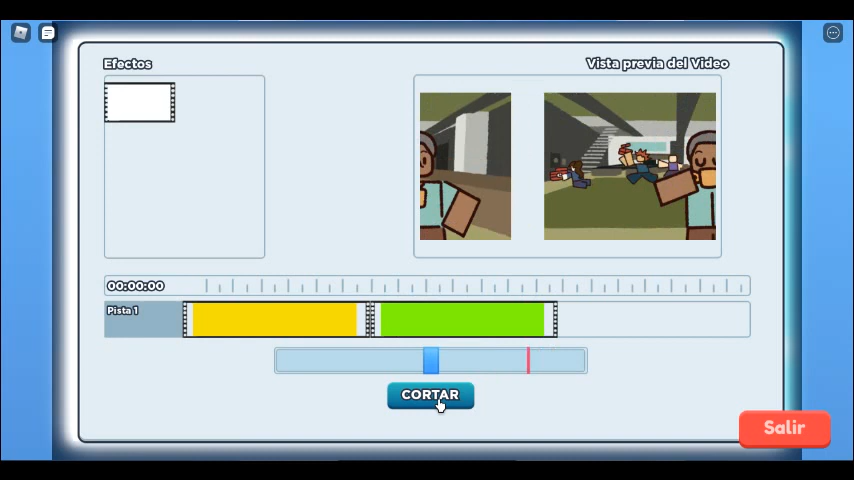 Efectos
Vista previa del Video
00:00:00
Pista 1
CORTAR
Salir